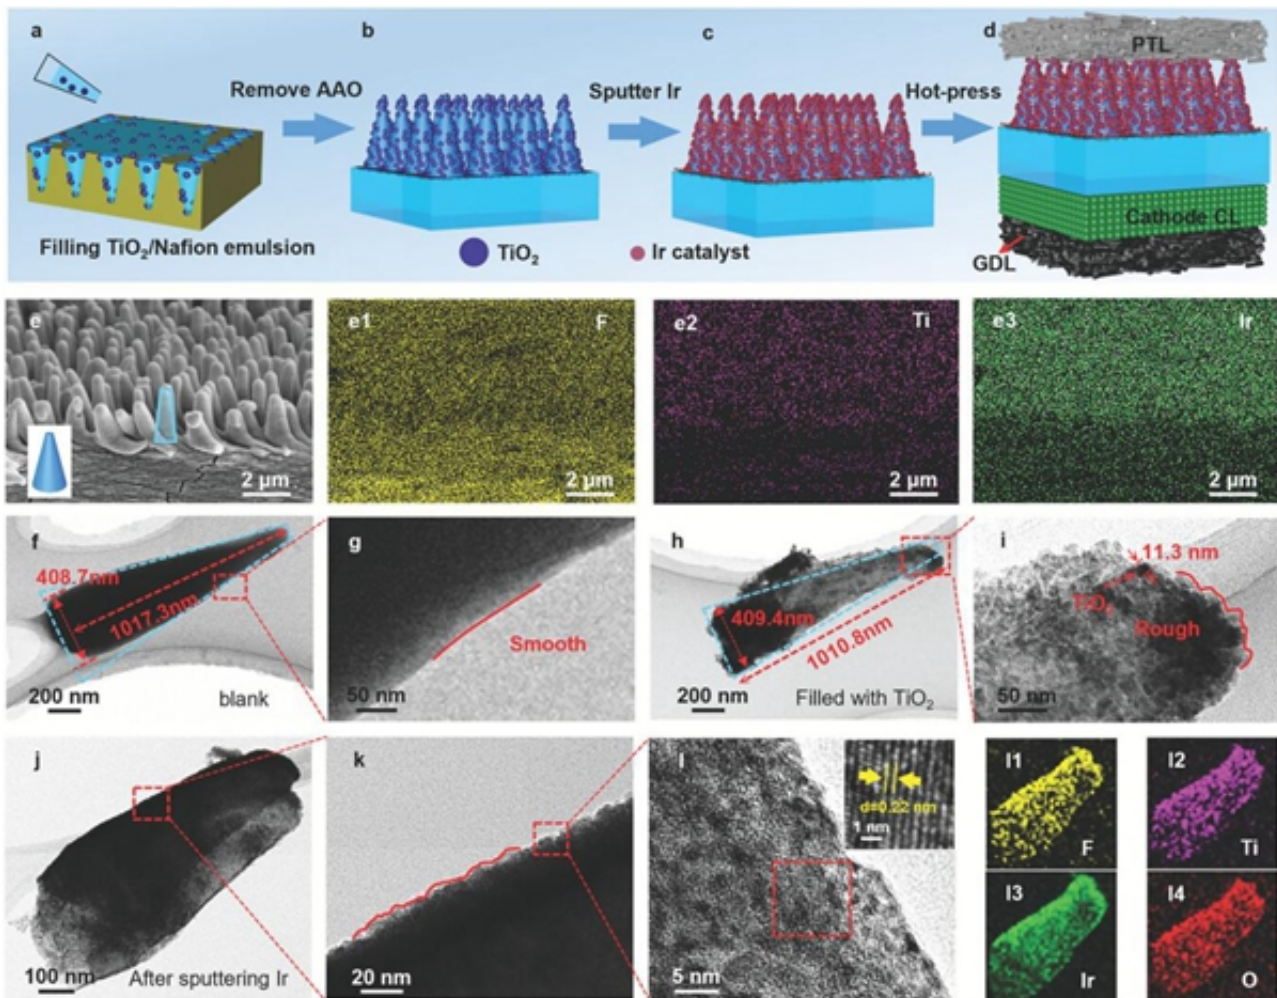 a
b
c
d
PTL
Remove AAO
Sputter Ir
Hot-press
Cathode CL
Filling TiO₂/Nafion emulsion
TiO₂
Ir catalyst
GDL
e
2 μm
e1
F
2 μm
e2
Ti
2 μm
e3
Ir
2 μm
f
408.7nm
1017.3nm
200 nm
blank
g
Smooth
50 nm
h
409.4nm
1010.8nm
200 nm
Filled with TiO₂
i
11.3 nm
TiO₂
Rough
50 nm
j
100 nm
After sputtering Ir
k
20 nm
l
d=0.22 nm
1 nm
5 nm
l1
F
l2
Ti
l3
Ir
l4
O